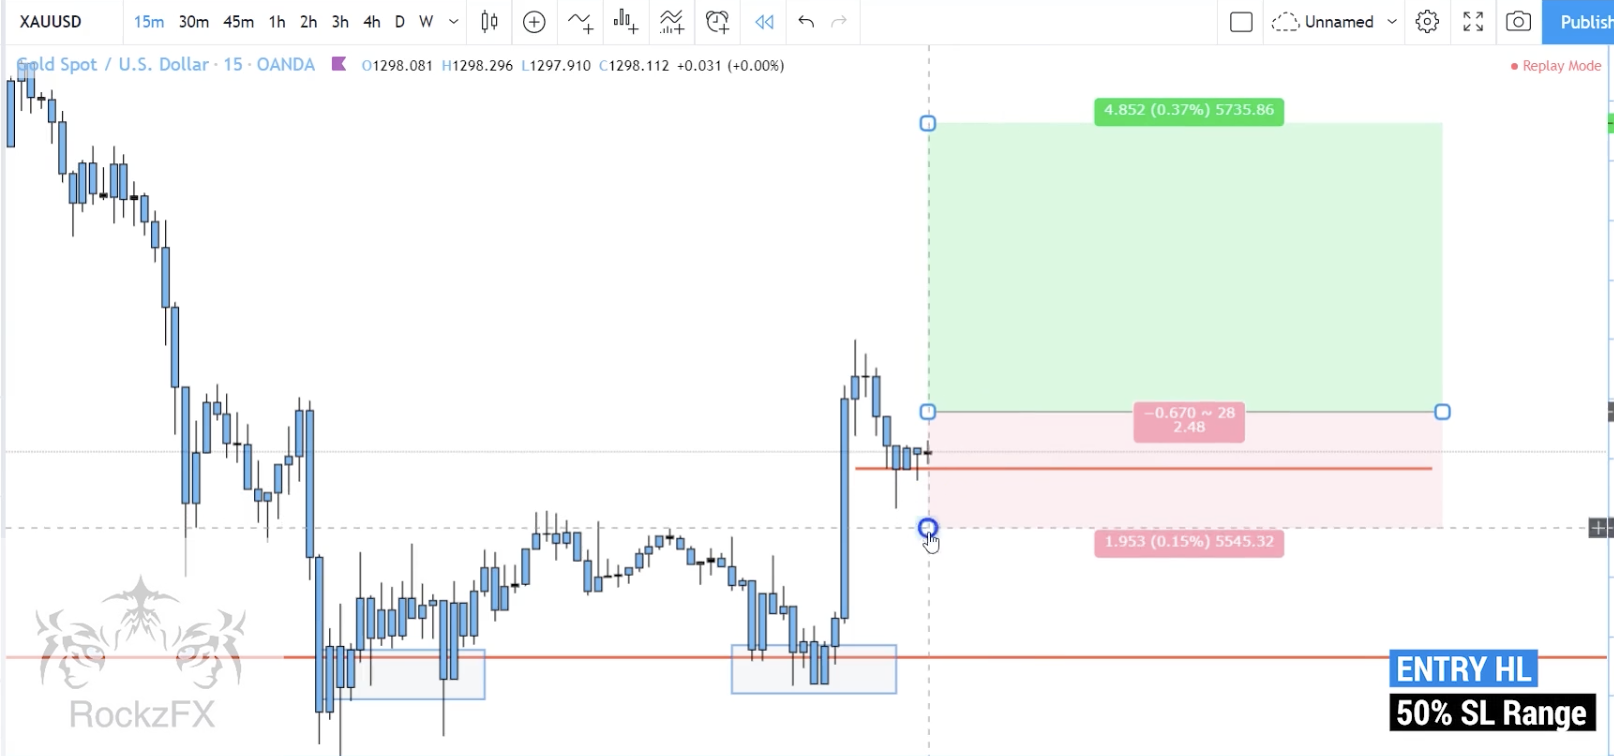 XAUUSD 15m 30m 45m 1h 2h 3h 4h D W Unnamed Publish
Gold Spot / U.S. Dollar · 15 · OANDA O1298.081 H1298.296 L1297.910 C1298.112 +0.031 (+0.00%) Replay Mode
4.852 (0.37%) 5735.86
−0.670 ~ 28
2.48
1.953 (0.15%) 5545.32
RockzFX
ENTRY HL
50% SL Range